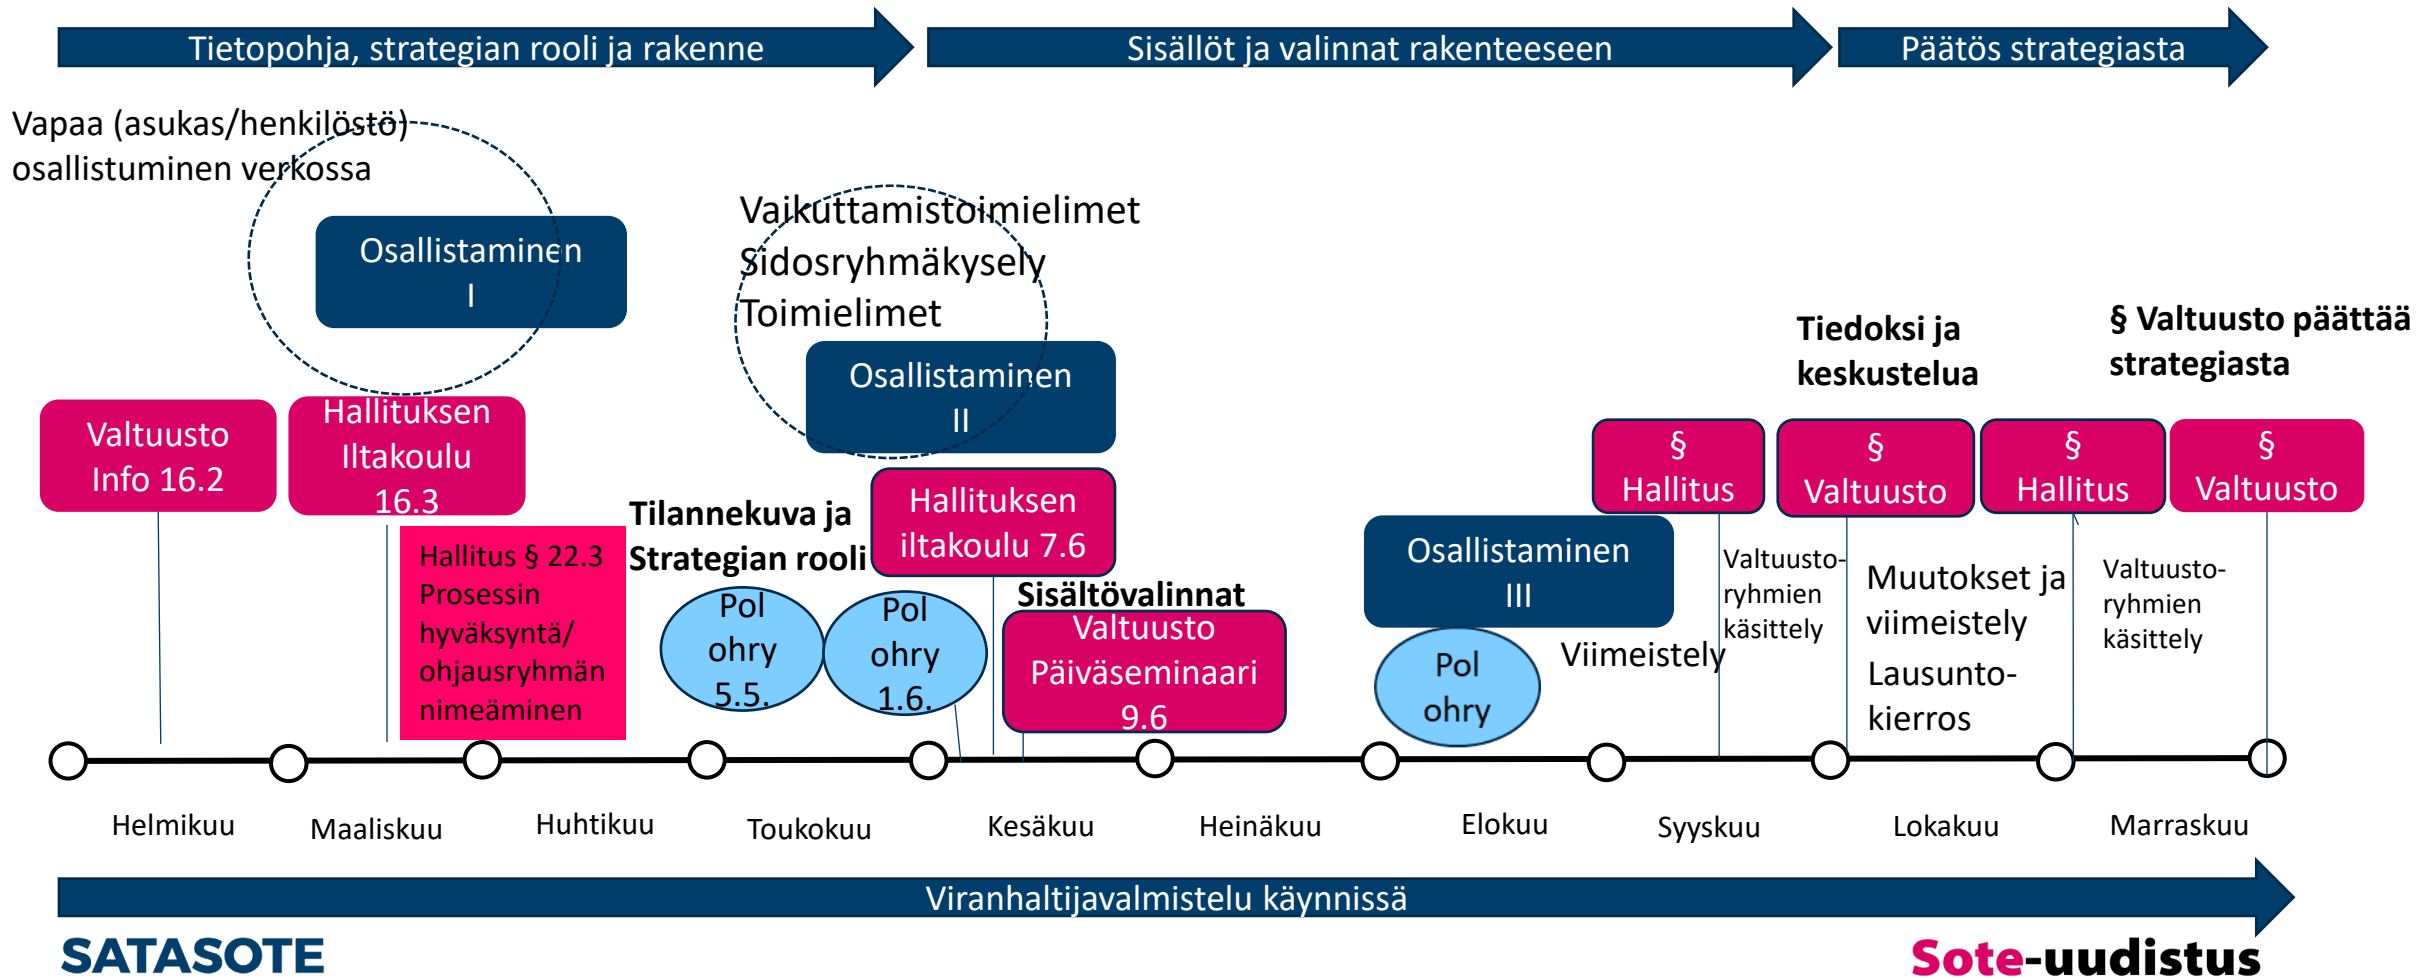 Tietopohja, strategian rooli ja rakenne
Sisällöt ja valinnat rakenteeseen
Päätös strategiasta
Vapaa (asukas/henkilöstö)
osallistuminen verkossa
Osallistaminen
I
Vaikuttamistoimielimet
Sidosryhmäkysely
Toimielimet
Osallistaminen
II
Tiedoksi ja
keskustelua
§ Valtuusto päättää
strategiasta
Valtuusto
Info 16.2
Hallituksen
Iltakoulu
16.3
Hallitus § 22.3
Prosessin
hyväksyntä/
ohjausryhmän
nimeäminen
Tilannekuva ja
Strategian rooli
Pol
ohry
5.5.
Pol
ohry
1.6.
Hallituksen
iltakoulu 7.6
Sisältövalinnat
Valtuusto
Päiväseminaari
9.6
Osallistaminen
III
Pol
ohry
Viimeistely
§
Hallitus
Valtuusto-
ryhmien
käsittely
§
Valtuusto
Muutokset ja
viimeistely
Lausunto-
kierros
§
Hallitus
Valtuusto-
ryhmien
käsittely
§
Valtuusto
Helmikuu
Maaliskuu
Huhtikuu
Toukokuu
Kesäkuu
Heinäkuu
Elokuu
Syyskuu
Lokakuu
Marraskuu
Viranhaltijavalmistelu käynnissä
SATASOTE
Sote-uudistus